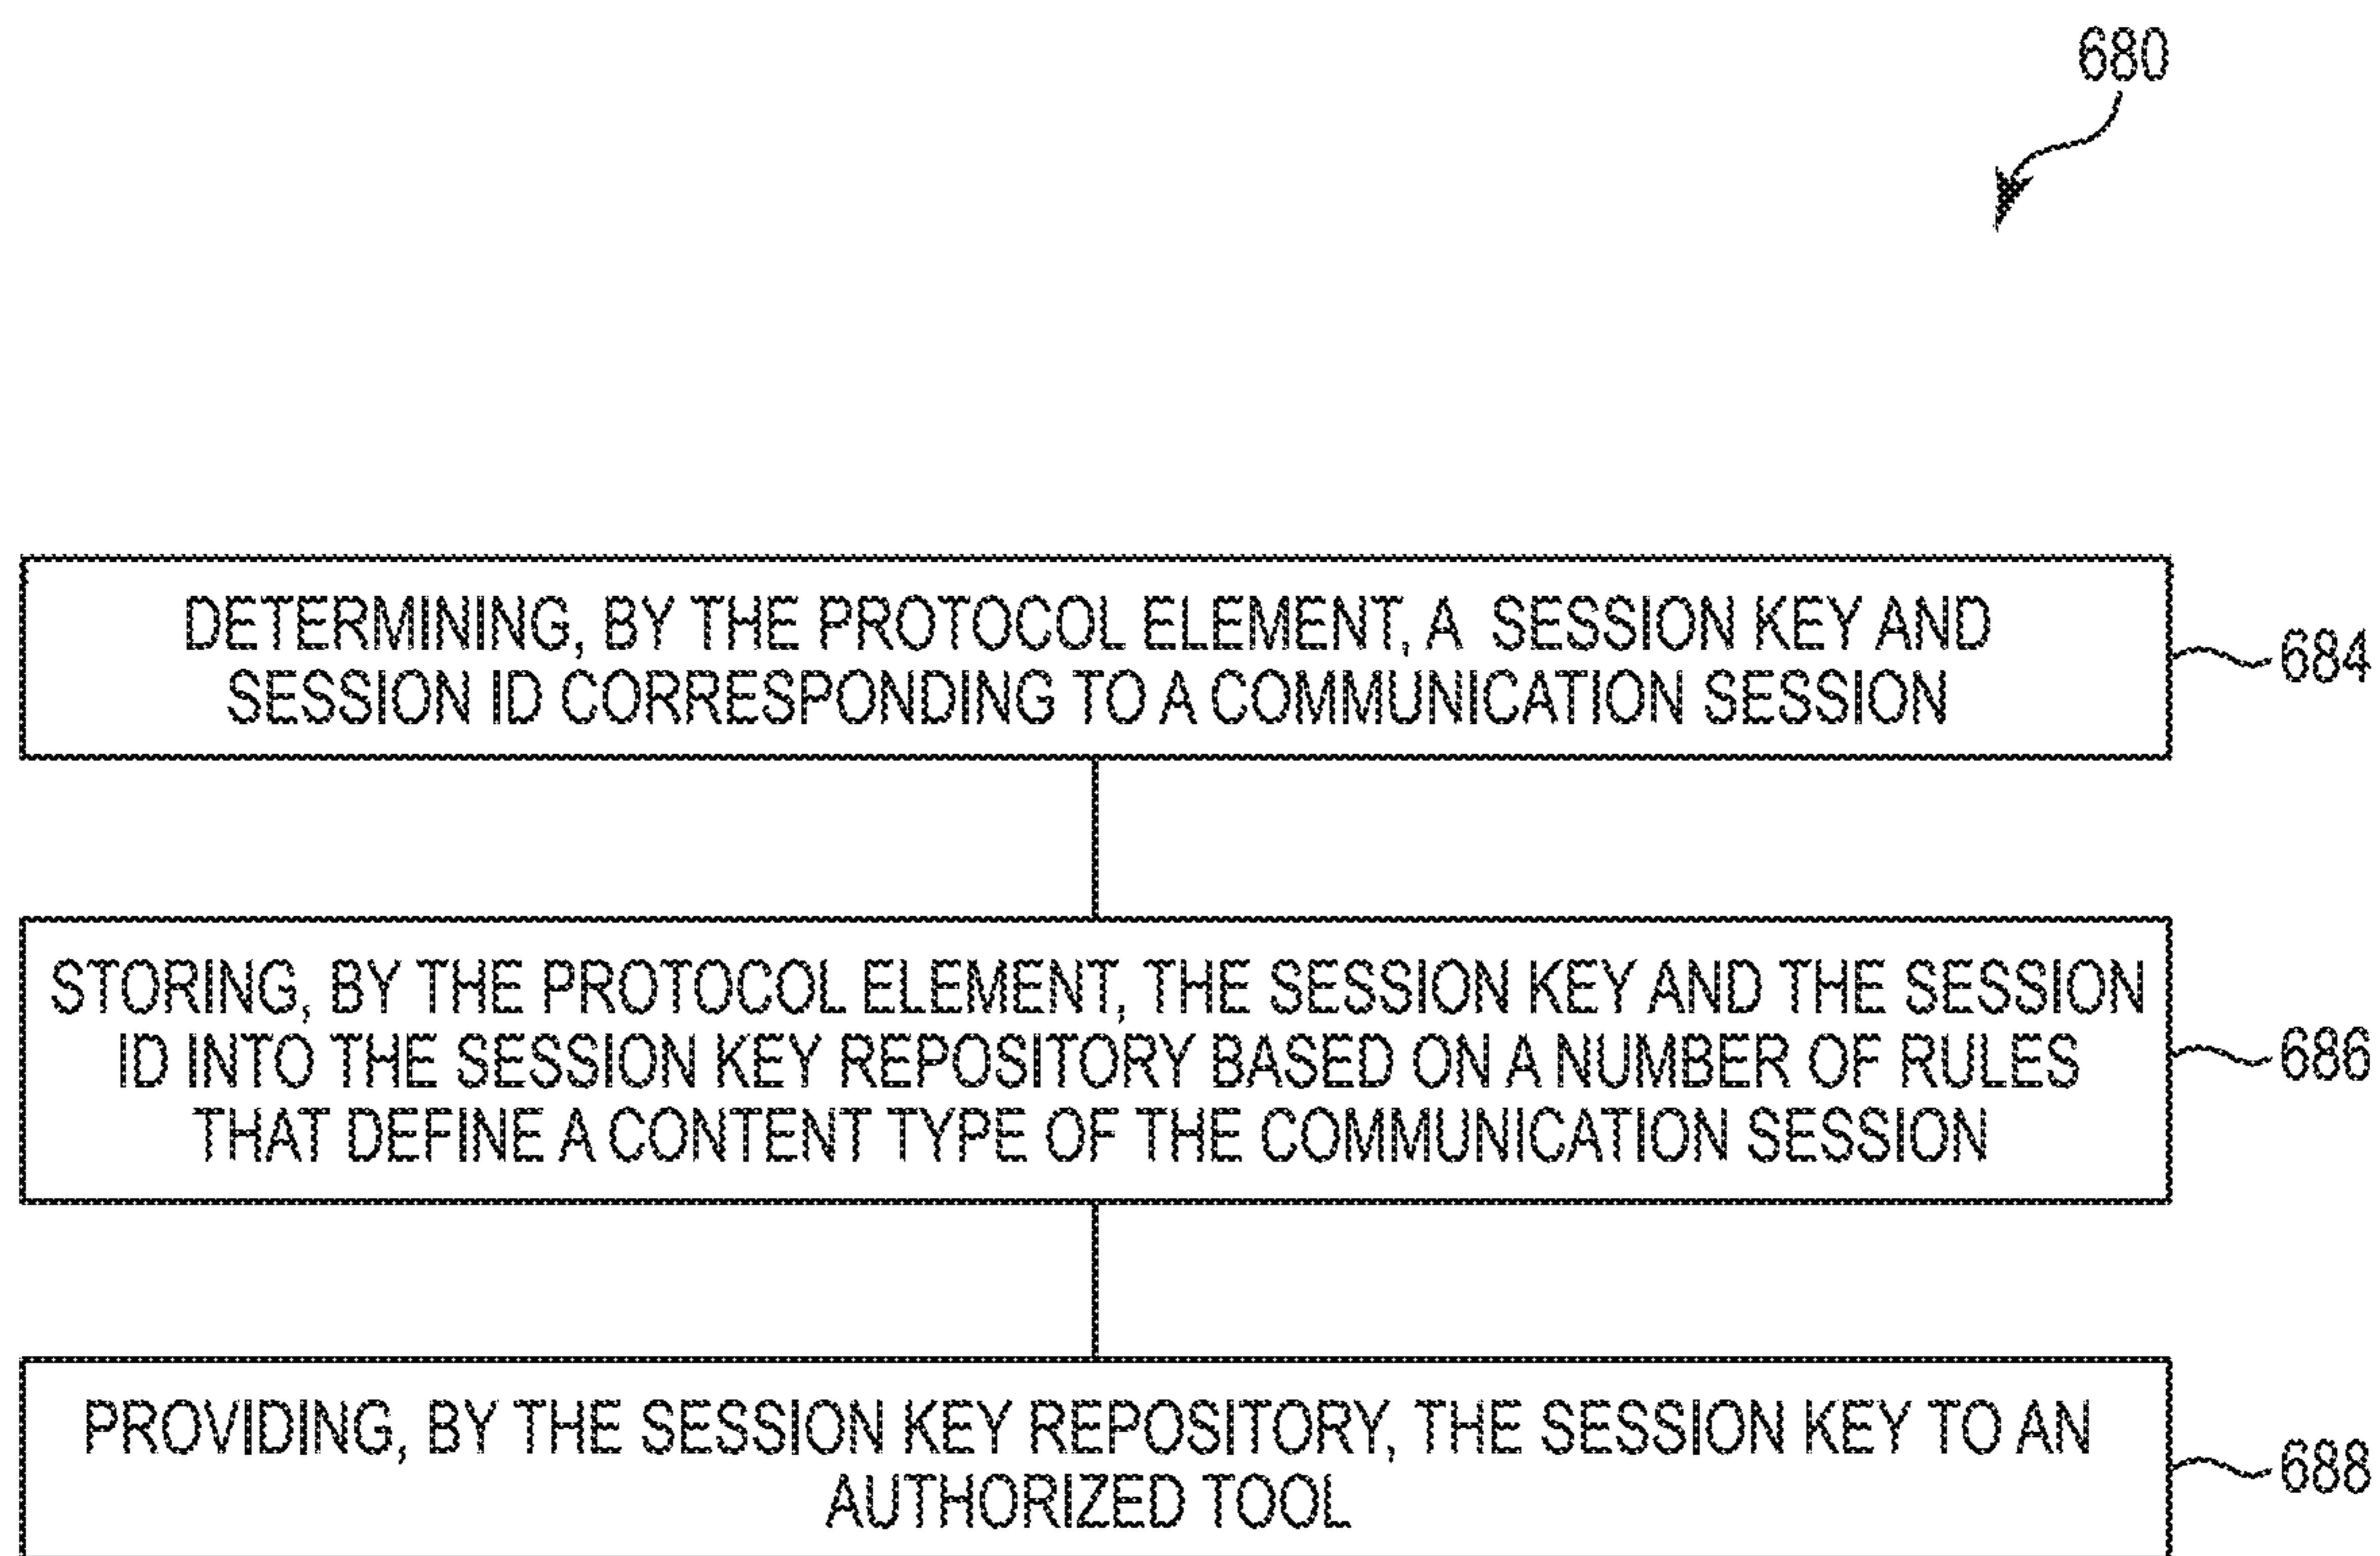 680
DETERMINING, BY THE PROTOCOL ELEMENT, A SESSION KEY AND
SESSION ID CORRESPONDING TO A COMMUNICATION SESSION
684
STORING, BY THE PROTOCOL ELEMENT, THE SESSION KEY AND THE SESSION
ID INTO THE SESSION KEY REPOSITORY BASED ON A NUMBER OF RULES
THAT DEFINE A CONTENT TYPE OF THE COMMUNICATION SESSION
686
PROVIDING, BY THE SESSION KEY REPOSITORY, THE SESSION KEY TO AN
AUTHORIZED TOOL
688